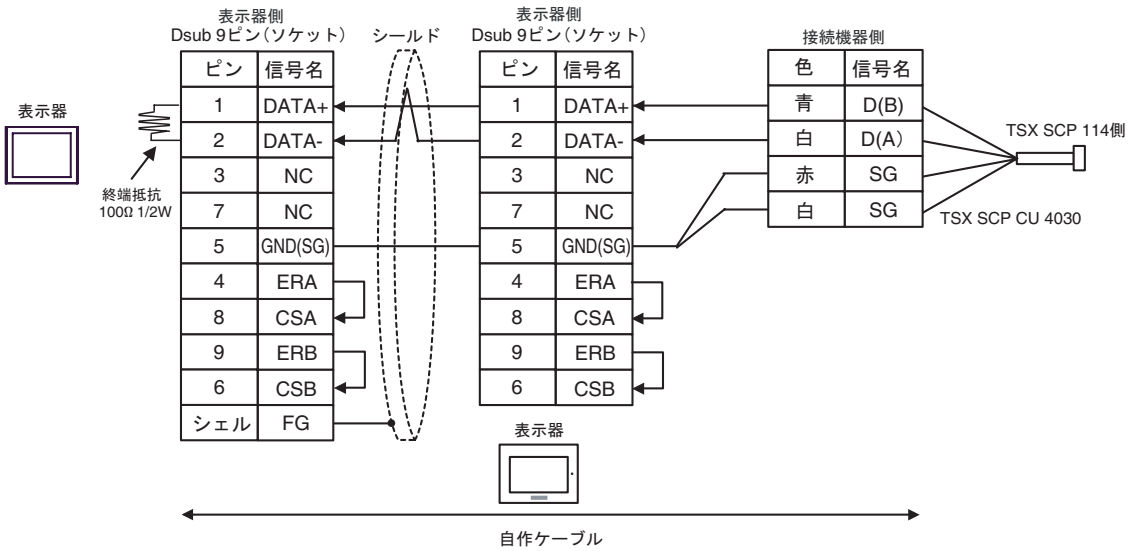 表示器
終端抵抗
100Ω 1/2W
表示器側
Dsub 9ピン(ソケット)
ピン 信号名
1 DATA+
2 DATA-
3 NC
7 NC
5 GND(SG)
4 ERA
8 CSA
9 ERB
6 CSB
シェル FG
シールド
表示器側
Dsub 9ピン(ソケット)
ピン 信号名
1 DATA+
2 DATA-
3 NC
7 NC
5 GND(SG)
4 ERA
8 CSA
9 ERB
6 CSB
表示器
接続機器側
色 信号名
青 D(B)
白 D(A)
赤 SG
白 SG
TSX SCP 114側
TSX SCP CU 4030
自作ケーブル